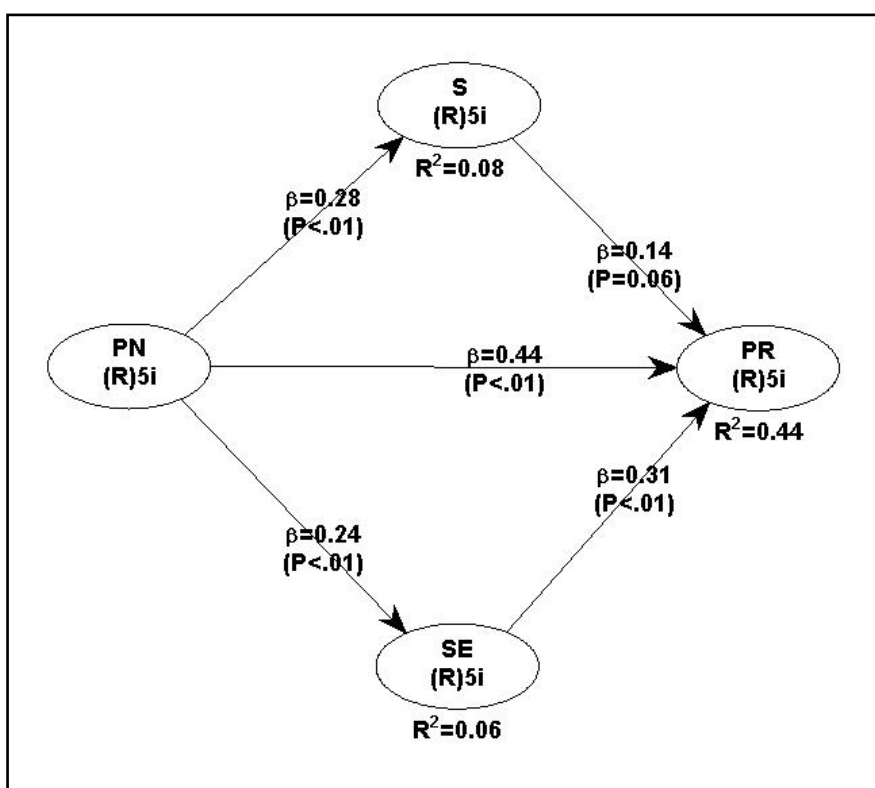 S
(R)5i
R²=0.08
β=0.28
(P<.01)
β=0.14
(P=0.06)
PN
(R)5i
β=0.44
(P<.01)
PR
(R)5i
R²=0.44
β=0.31
(P<.01)
β=0.24
(P<.01)
SE
(R)5i
R²=0.06